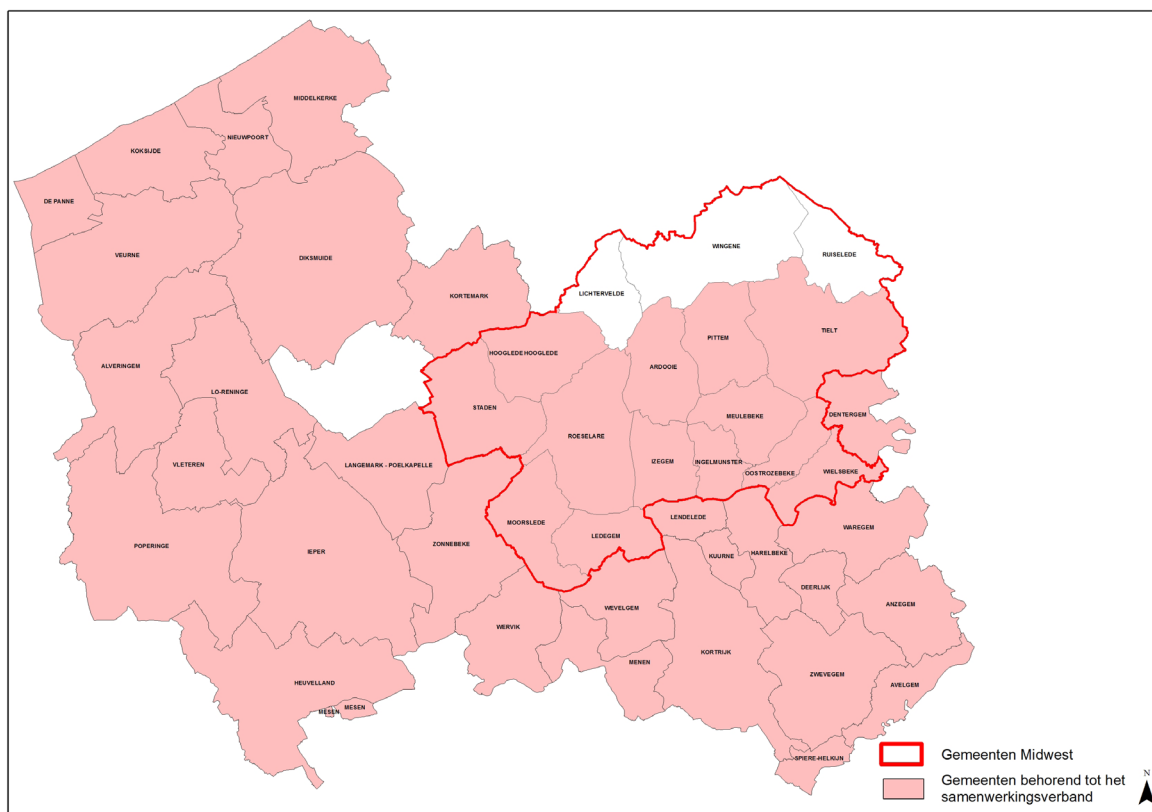 MIDDELKERKE
NIEUWPOORT
KOKSIJDE
DE PANNE
VEURNE
DIKSMUIDE
WINGENE
RUISELEDE
LICHTERVELDE
KORTEMARK
TIELT
PITTEM
HOOGLEDE HOOGLEDE
ARDOOIE
ALVERINGEM
LO-RENINGE
STADEN
DENTERGEM
MEULEBEKE
ROESELARE
VLETEREN
LANGEMARK - POELKAPELLE
IZEGEM
INGELMUNSTER
OOSTROZEBEKE
WIELSBEKE
LENDELEDE
MOORSLEDE
WAREGEM
LEDEGEM
POPERINGE
IEPER
ZONNEBEKE
KUURNE
HARELBEKE
DEERLIJK
ANZEGEM
WEVELGEM
WERVIK
KORTRIJK
MENEN
ZWEVEGEM
HEUVELLAND
AVELGEM
MESEN
MESEN
SPIERE-HELKIJN
Gemeenten Midwest
Gemeenten behorend tot het
samenwerkingsverband
N